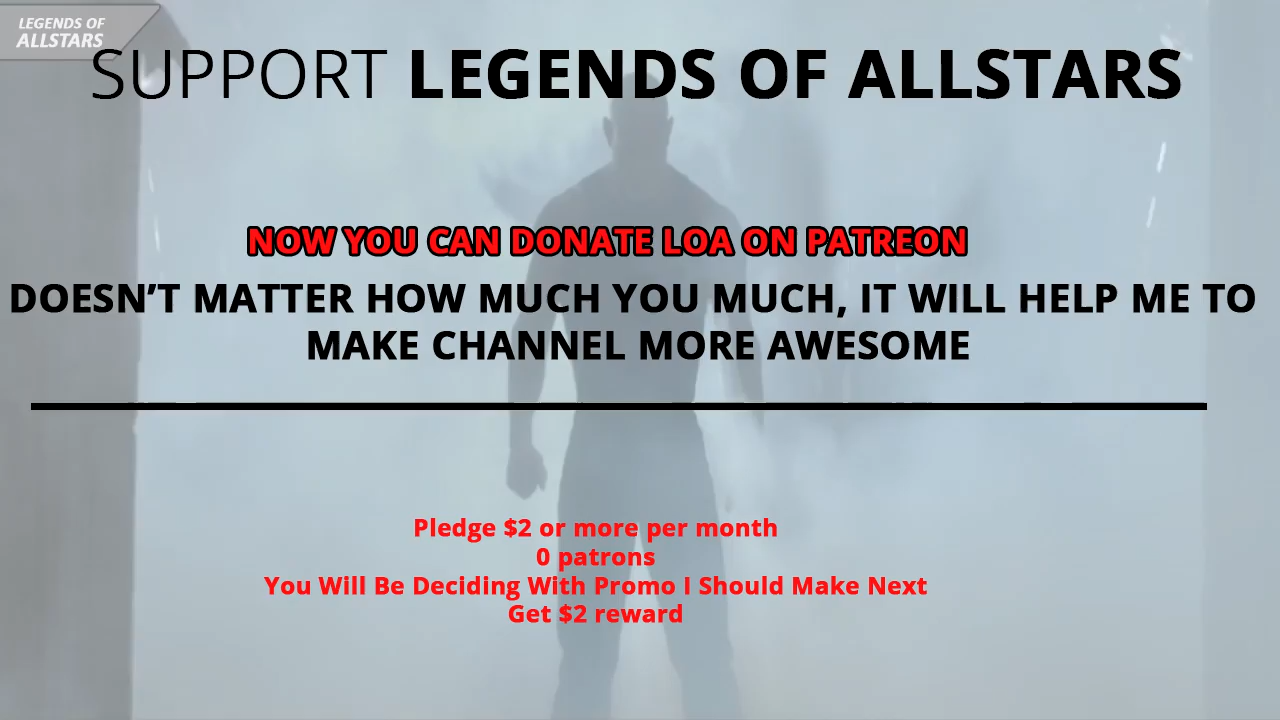 LEGENDS OF
ALLSTARS
SUPPORT LEGENDS OF ALLSTARS
NOW YOU CAN DONATE LOA ON PATREON
DOESN’T MATTER HOW MUCH YOU MUCH, IT WILL HELP ME TO
MAKE CHANNEL MORE AWESOME
Pledge $2 or more per month
0 patrons
You Will Be Deciding With Promo I Should Make Next
Get $2 reward